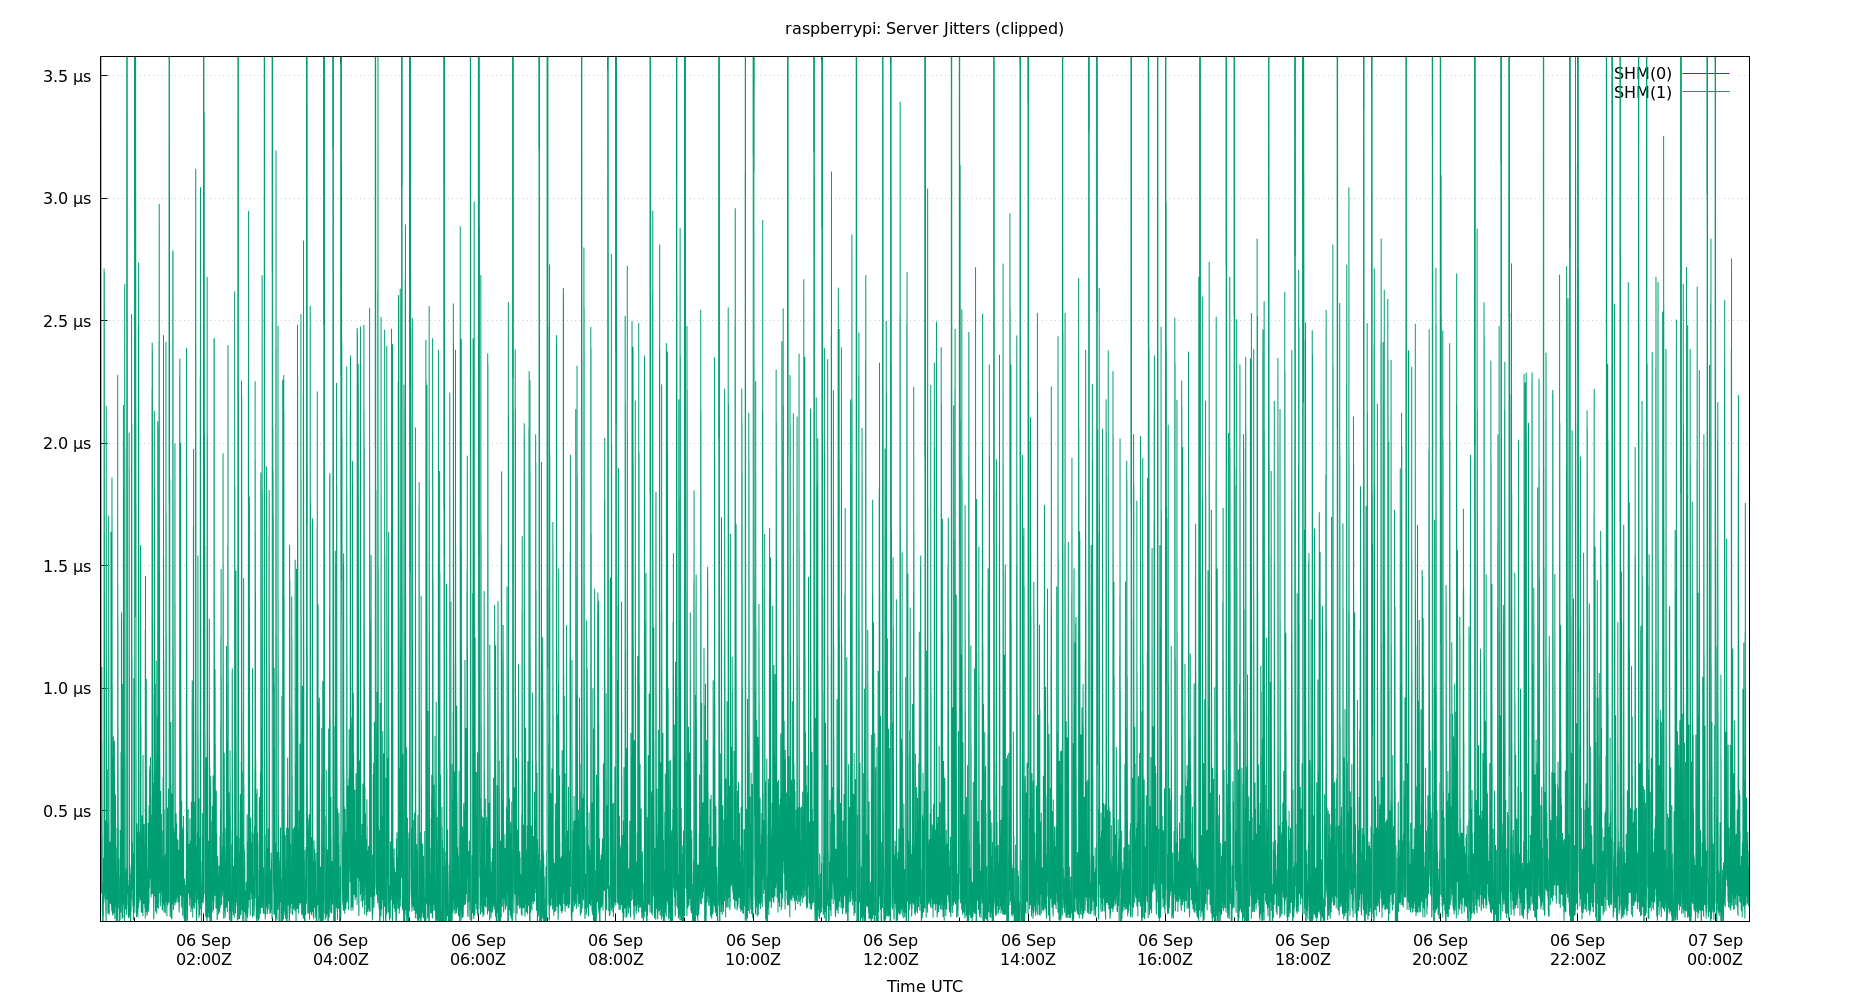 raspberrypi: Server Jitters (clipped)
3.5 μs
3.0 μs
2.5 μs
2.0 μs
1.5 μs
1.0 μs
0.5 μs
SHM(0)
SHM(1)
06 Sep 06 Sep 06 Sep 06 Sep 06 Sep 06 Sep 06 Sep 06 Sep 06 Sep 06 Sep 06 Sep 07 Sep
02:00Z 04:00Z 06:00Z 08:00Z 10:00Z 12:00Z 14:00Z 16:00Z 18:00Z 20:00Z 22:00Z 00:00Z
Time UTC